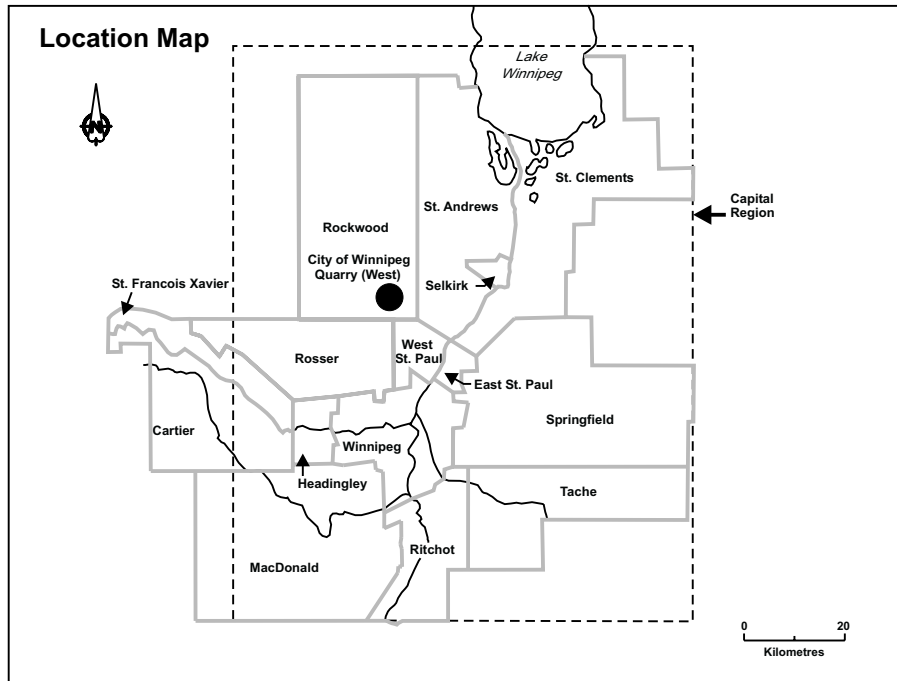 Location Map
Lake
Winnipeg
N
St. Clements
Capital
Region
St. Andrews
Rockwood
City of Winnipeg
Quarry (West)
St. Francois Xavier
Selkirk
West
St. Paul
Rosser
East St. Paul
Springfield
Cartier
Winnipeg
Headingley
Tache
Ritchot
MacDonald
0 20
Kilometres